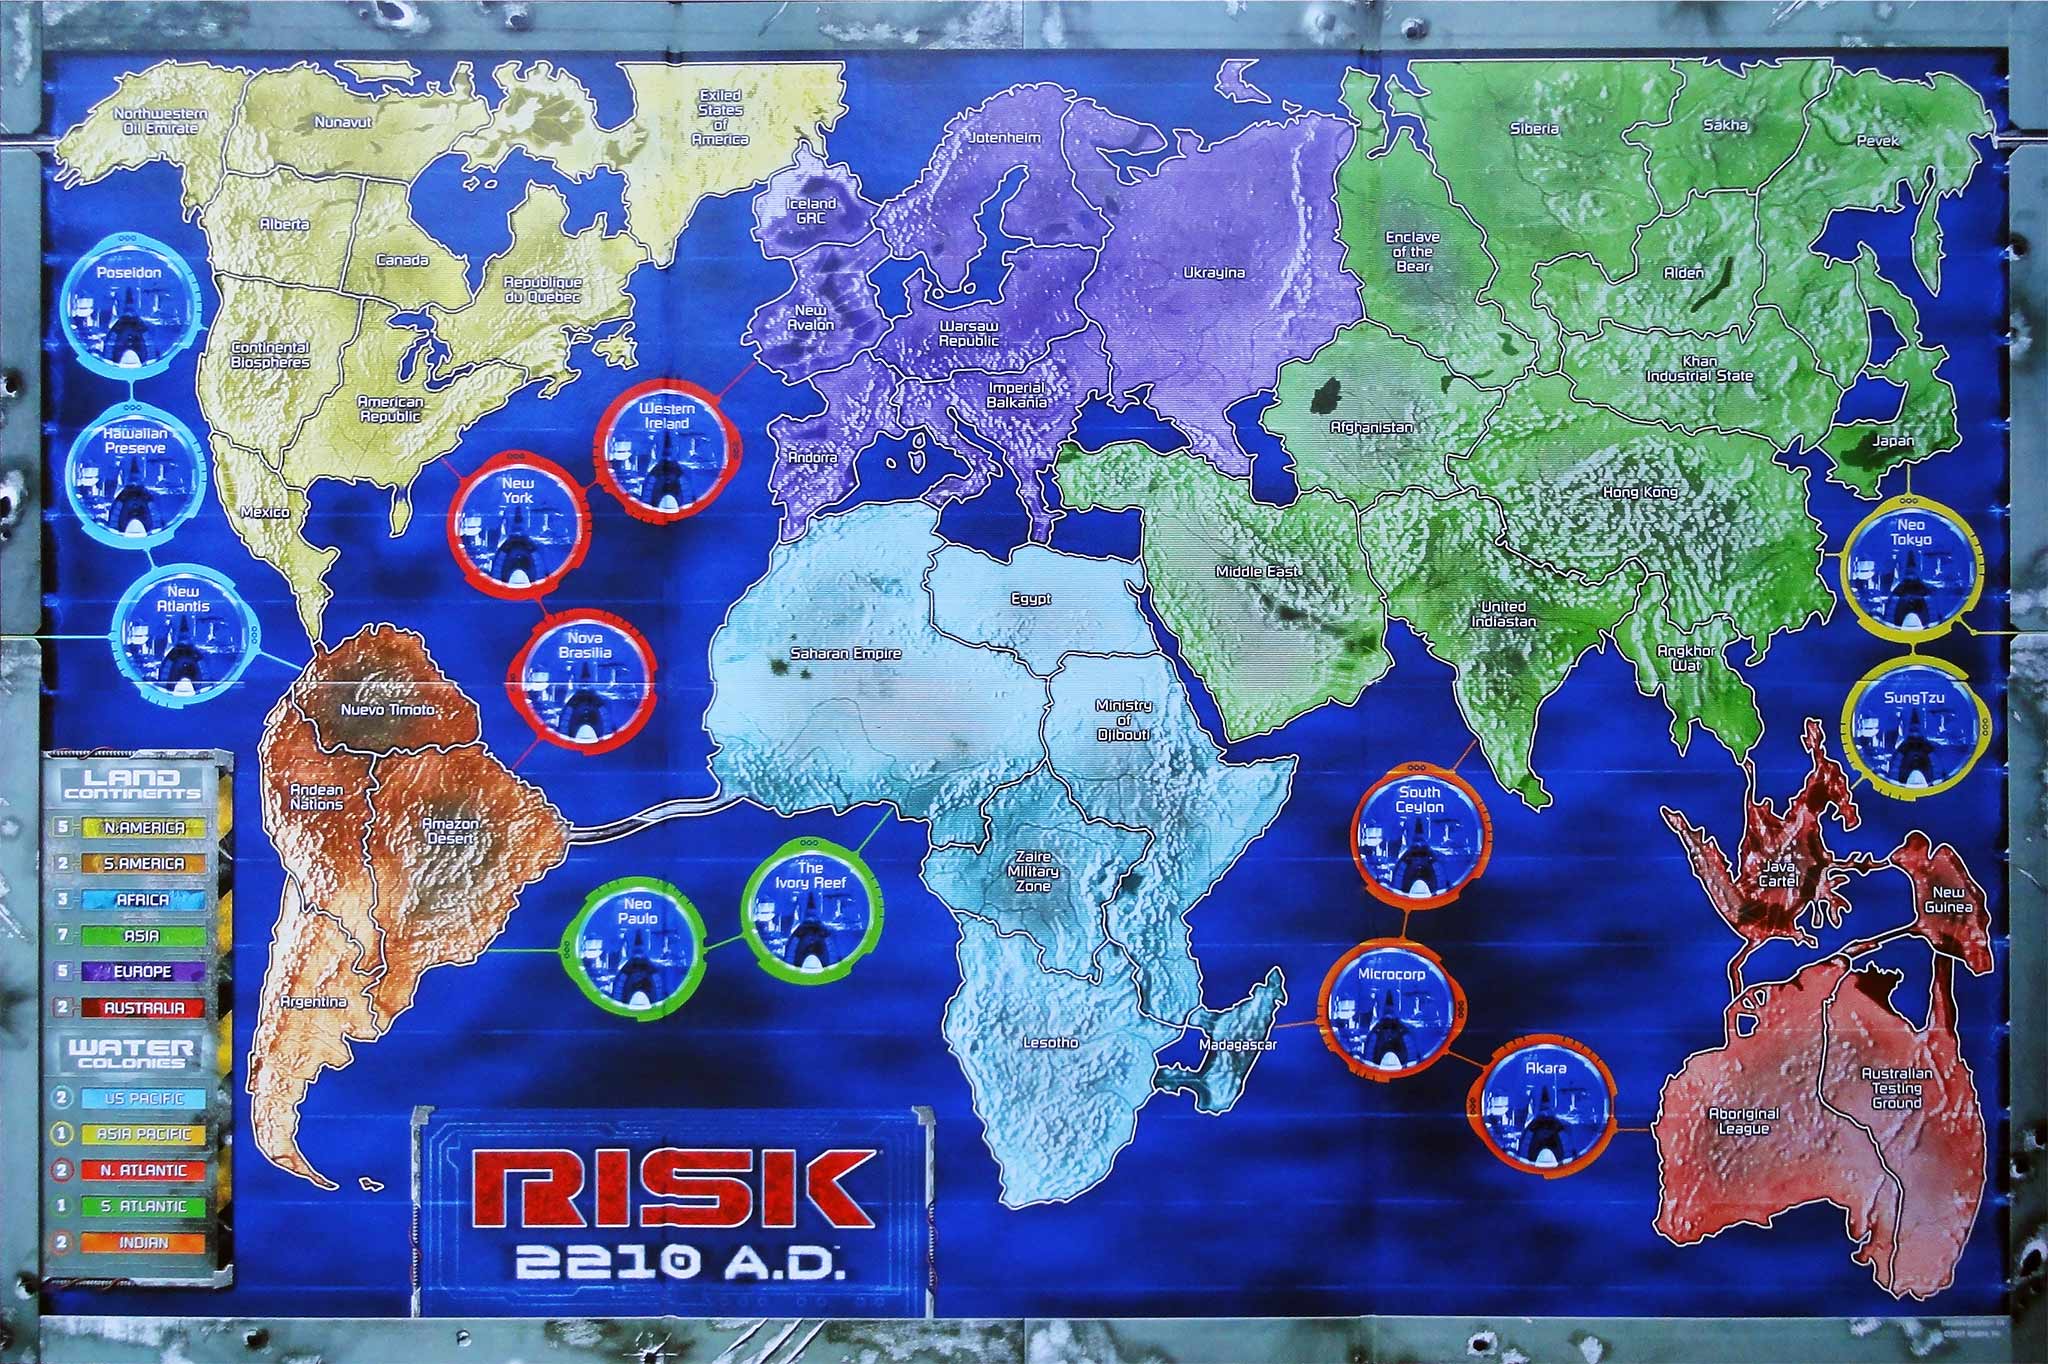 Northwestern
Oil Emirate
Nunavut
Exiled
States
of
America
Alberta
Canada
Republique
du Quebec
Continental
Biospheres
American
Republic
Mexico
Iceland
GRC
Jotenheim
New
Avalon
Warsaw
Republic
Ukrayina
Imperial
Balkania
Andorra
Siberia
Sakha
Pevek
Enclave
of the
Bear
Alden
Khan
Industrial State
Afghanistan
Japan
Hong Kong
Middle East
United
Indiastan
Angkhor
Wat
Poseidon
Hawaiian
Preserve
New
Atlantis
Western
Ireland
New
York
Nova
Brasilia
Neo
Tokyo
SungTzu
Nuevo Timoto
Andean
Nations
Amazon
Desert
Argentina
Saharan Empire
Egypt
Ministry
of
Djibouti
Zaire
Military
Zone
Lesotho
Madagascar
Neo
Paulo
The
Ivory Reef
South
Ceylon
Microcorp
Akara
Java
Cartel
New
Guinea
Aboriginal
League
Australian
Testing
Ground
LAND
CONTINENTS
5 N.AMERICA
2 S.AMERICA
3 AFRICA
7 ASIA
5 EUROPE
2 AUSTRALIA
WATER
COLONIES
2 US PACIFIC
1 ASIA PACIFIC
2 N. ATLANTIC
1 S. ATLANTIC
2 INDIAN
RISK
2210 A.D.™